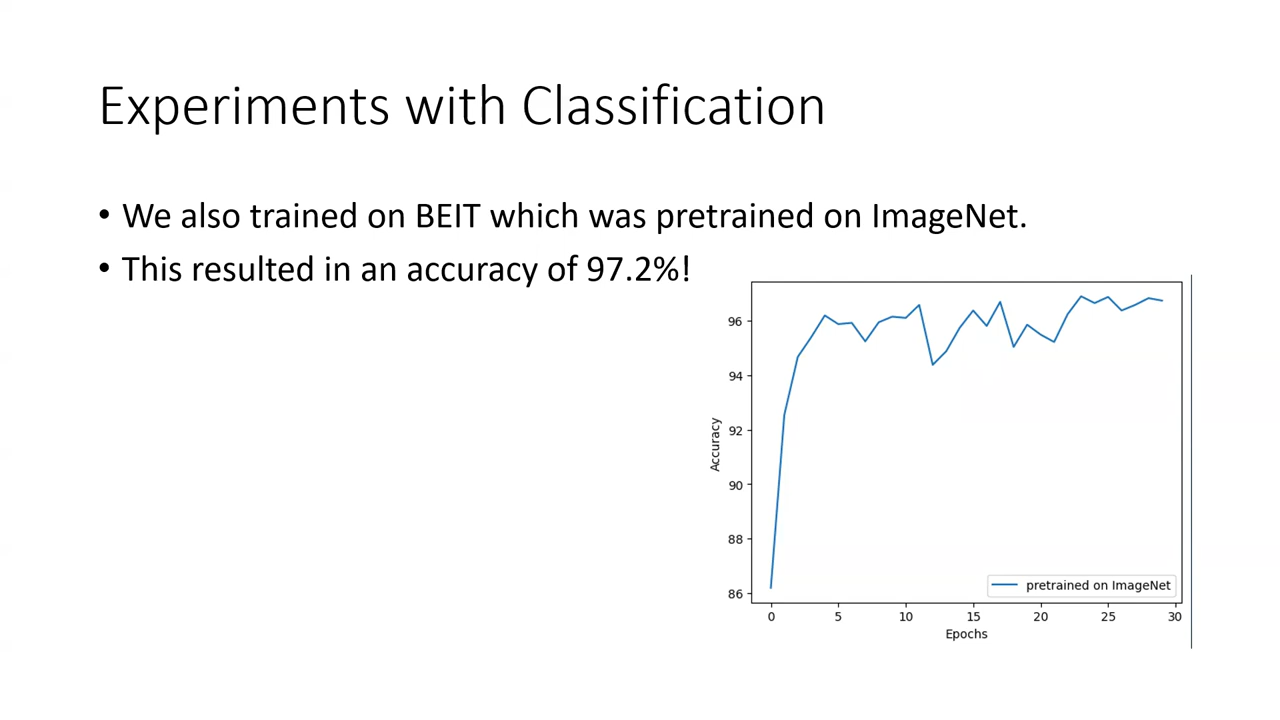 Experiments with Classification
• We also trained on BEIT which was pretrained on ImageNet.
• This resulted in an accuracy of 97.2%!
96
94
92
90
88
86
Accuracy
pretrained on ImageNet
0 5 10 15 20 25 30
Epochs